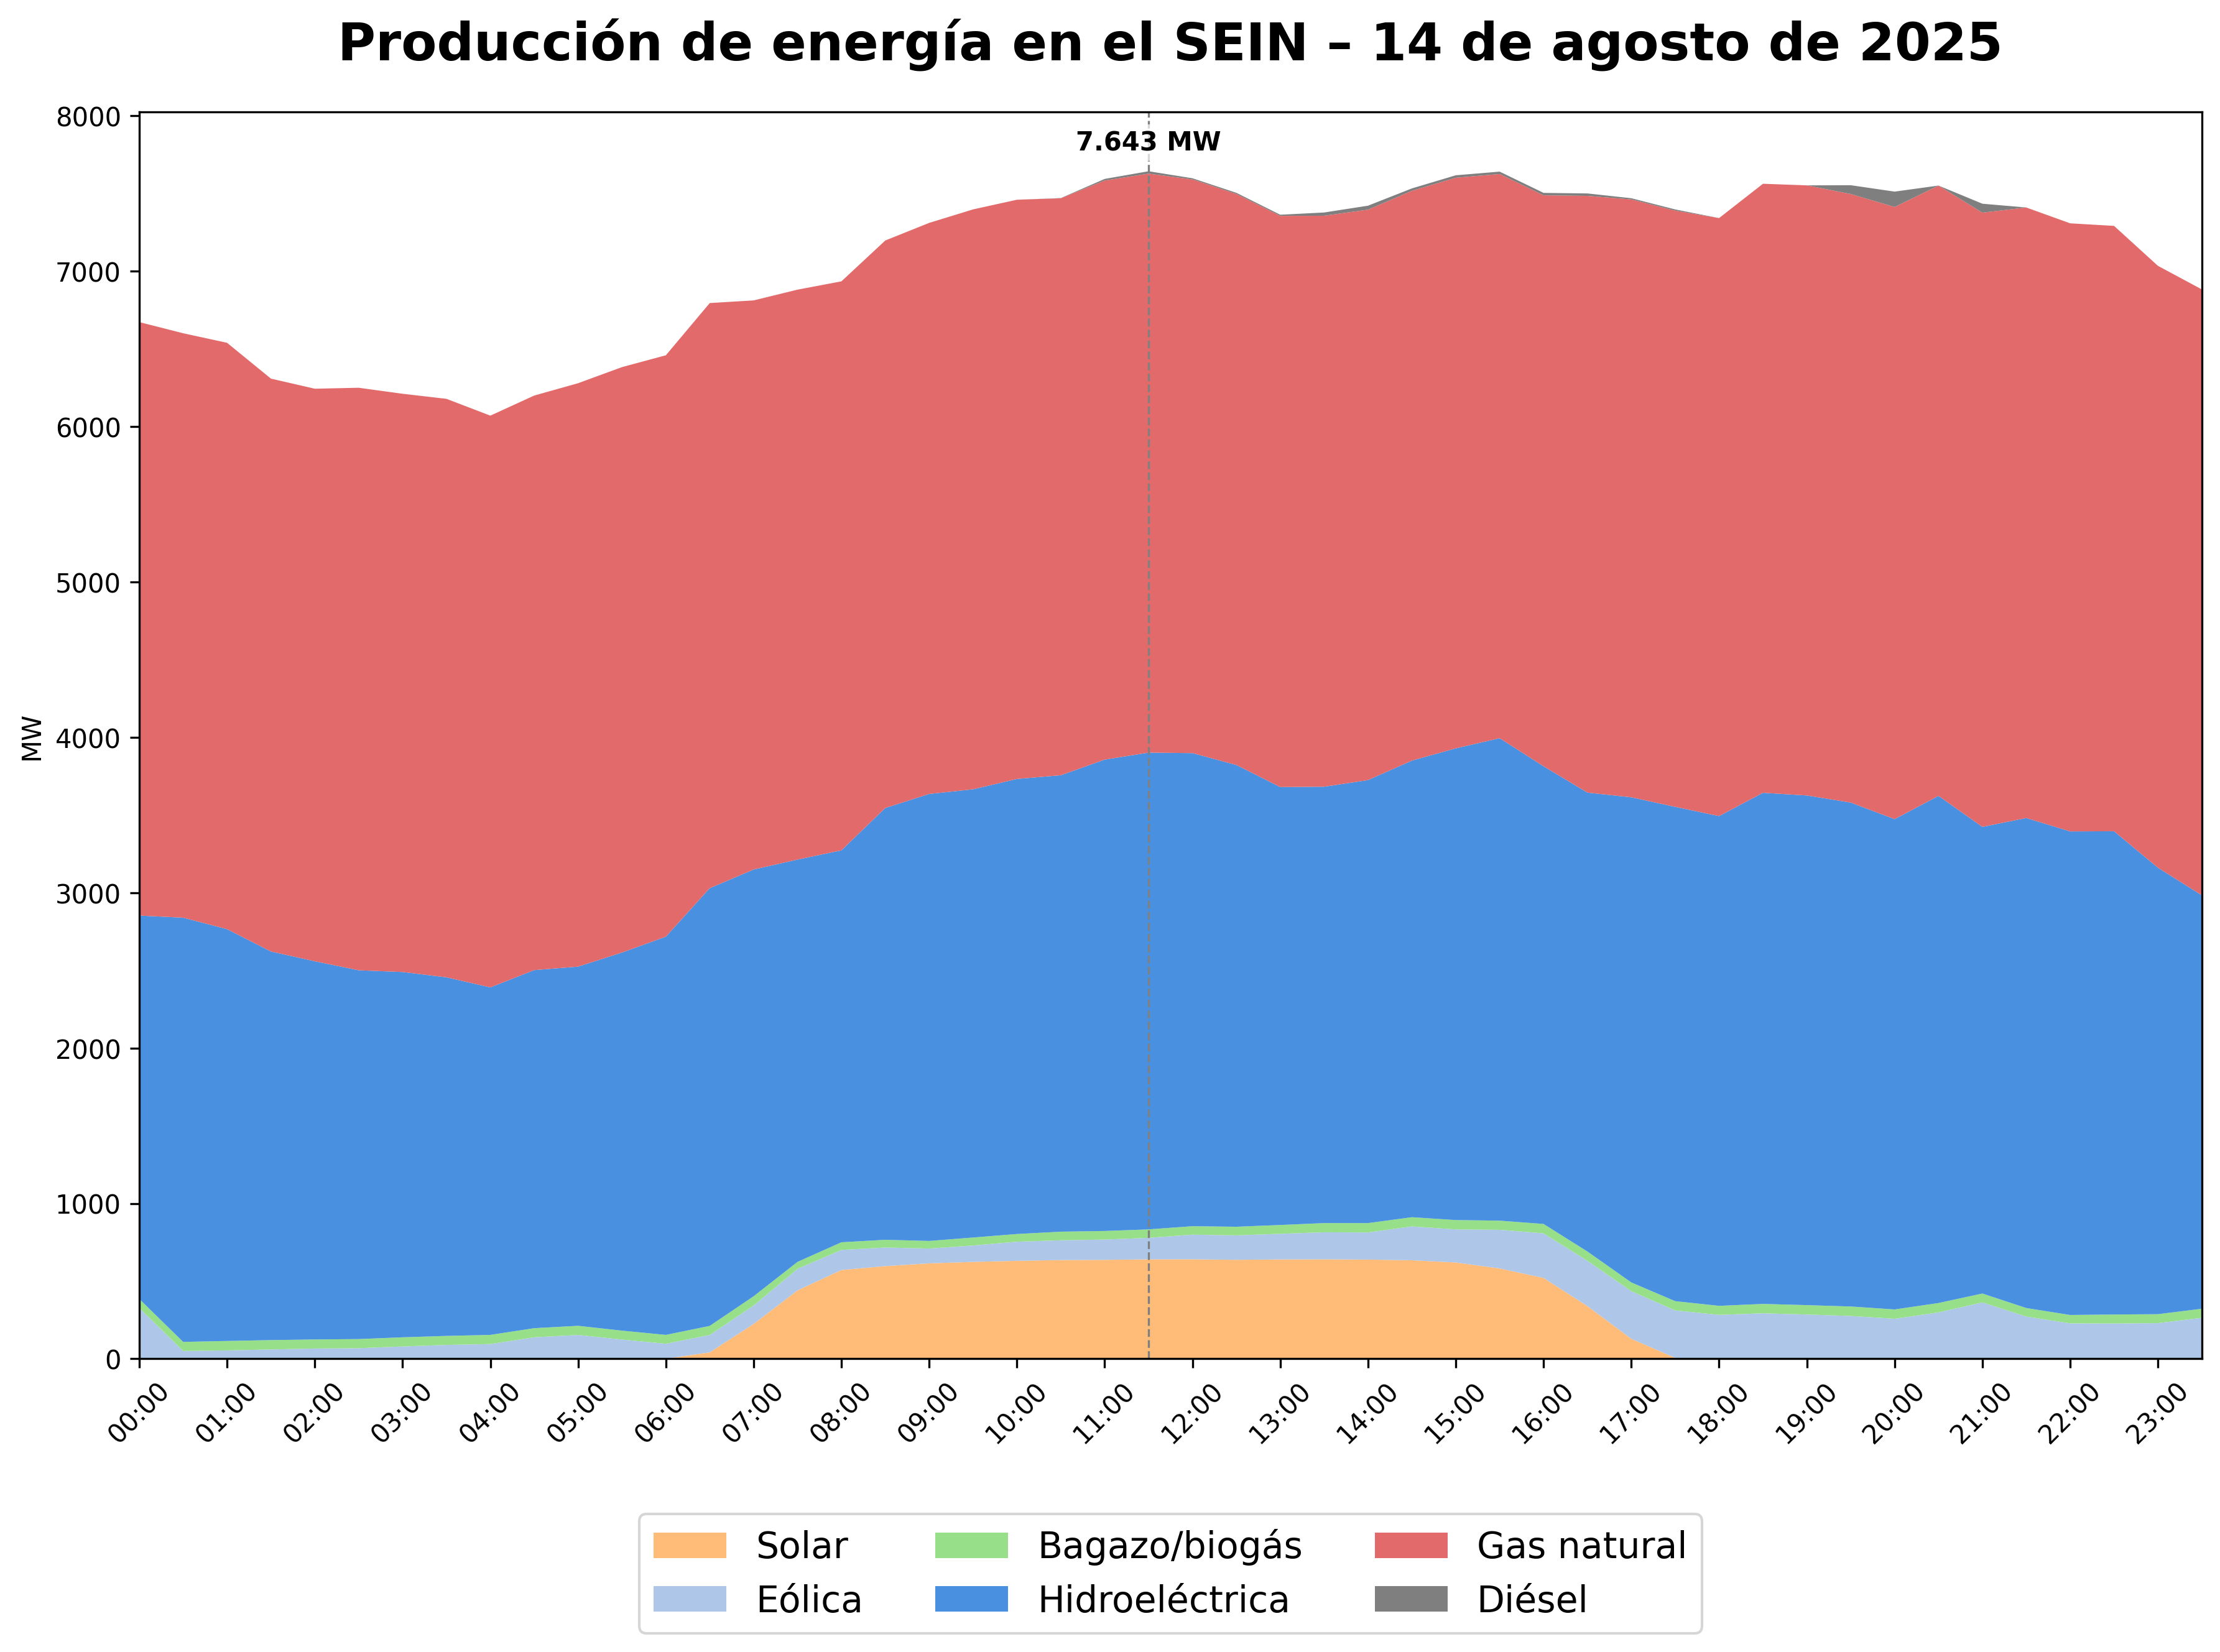 Producción de energía en el SEIN – 14 de agosto de 2025
8000
7.643 MW
7000
6000
5000
MW
4000
3000
2000
1000
0
00:00 01:00 02:00 03:00 04:00 05:00 06:00 07:00 08:00 09:00 10:00 11:00 12:00 13:00 14:00 15:00 16:00 17:00 18:00 19:00 20:00 21:00 22:00 23:00
Solar Bagazo/biogás Gas natural
Eólica Hidroeléctrica Diésel